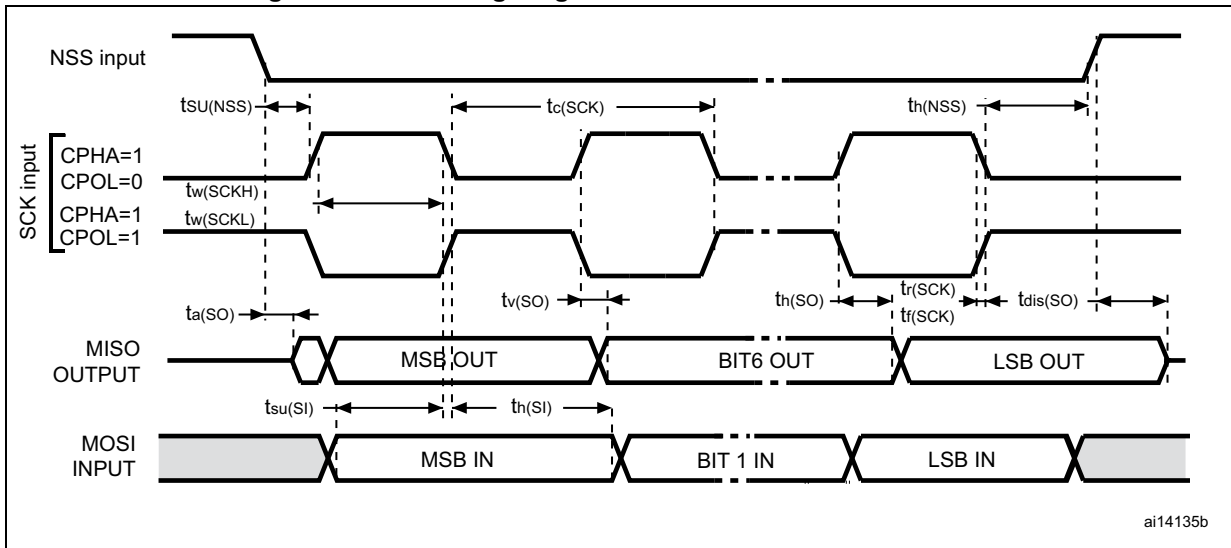 NSS input
tSU(NSS)
tc(SCK)
th(NSS)
SCK input
CPHA=1
CPOL=0
tw(SCKH)
CPHA=1
tw(SCKL)
CPOL=1
ta(SO)
tv(SO)
th(SO)
tr(SCK)
tf(SCK)
tdis(SO)
MISO
OUTPUT
MSB OUT
BIT6 OUT
LSB OUT
tsu(SI)
th(SI)
MOSI
INPUT
MSB IN
BIT 1 IN
LSB IN
ai14135b